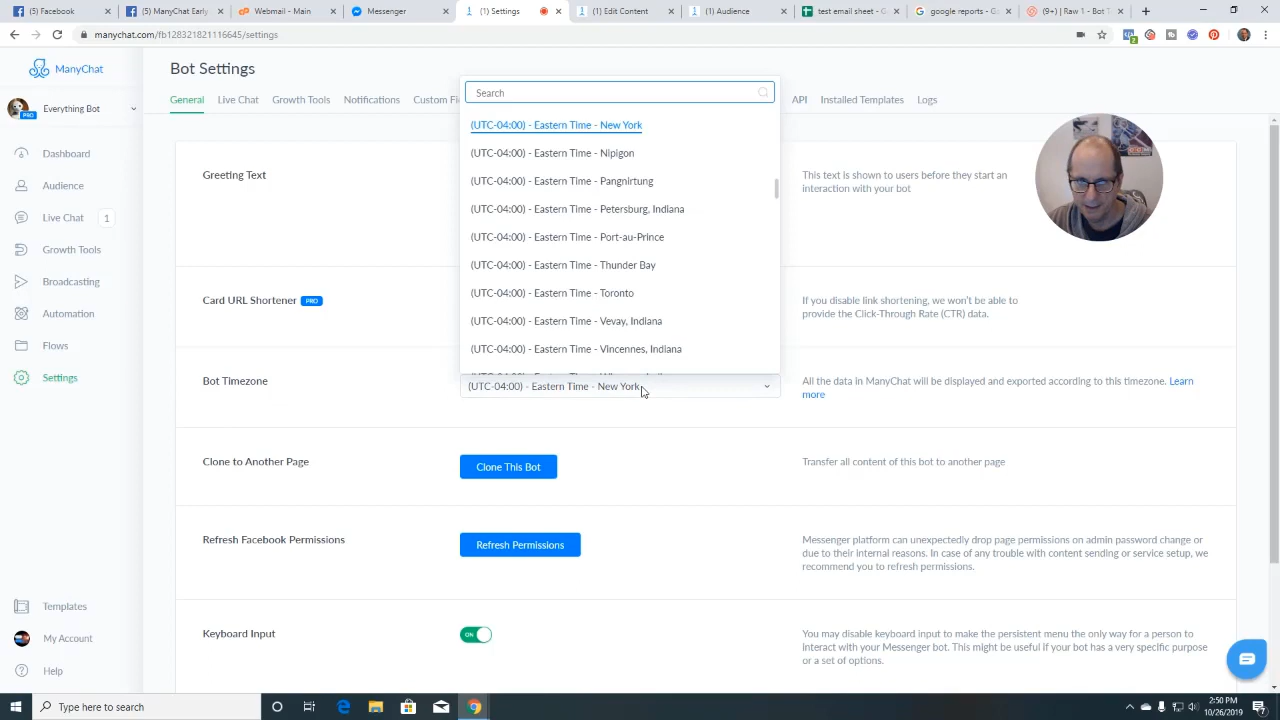 (5) Facebook
(5) ManyChat Early
Webmail - Main
Messenger
(1) Settings
(1) Edit Content
(1) Audience
test email sheet - G
google reports - G
(9+) Raw 1 - Bot T
manychat.com/fb128321821116645/settings
2
ManyChat
Bot Settings
Everything Bot
PRO
General
Live Chat
Growth Tools
Notifications
API
Installed Templates
Logs
Dashboard
Audience
Live Chat
1
Growth Tools
Broadcasting
Automation
Flows
Settings
Templates
My Account
Help
Search
(UTC-04:00) - Eastern Time - New York
(UTC-04:00) - Eastern Time - Nipigon
(UTC-04:00) - Eastern Time - Pangnirtung
(UTC-04:00) - Eastern Time - Petersburg, Indiana
(UTC-04:00) - Eastern Time - Port-au-Prince
(UTC-04:00) - Eastern Time - Thunder Bay
(UTC-04:00) - Eastern Time - Toronto
(UTC-04:00) - Eastern Time - Vevay, Indiana
(UTC-04:00) - Eastern Time - Vincennes, Indiana
Greeting Text
This text is shown to users before they start an
interaction with your bot
Card URL Shortener PRO
If you disable link shortening, we won't be able to
provide the Click-Through Rate (CTR) data.
Bot Timezone
(UTC-04:00) - Eastern Time - New York
All the data in ManyChat will be displayed and exported according to this timezone. Learn
more
Clone to Another Page
Clone This Bot
Transfer all content of this bot to another page
Refresh Facebook Permissions
Refresh Permissions
Messenger platform can unexpectedly drop page permissions on admin password change or
due to their internal reasons. In case of any trouble with content sending or service setup, we
recommend you to refresh permissions.
Keyboard Input
ON
You may disable keyboard input to make the persistent menu the only way for a person to
interact with your Messenger bot. This might be useful if your bot has a very specific purpose
or a set of options.
Type here to search
2:50 PM
10/26/2019